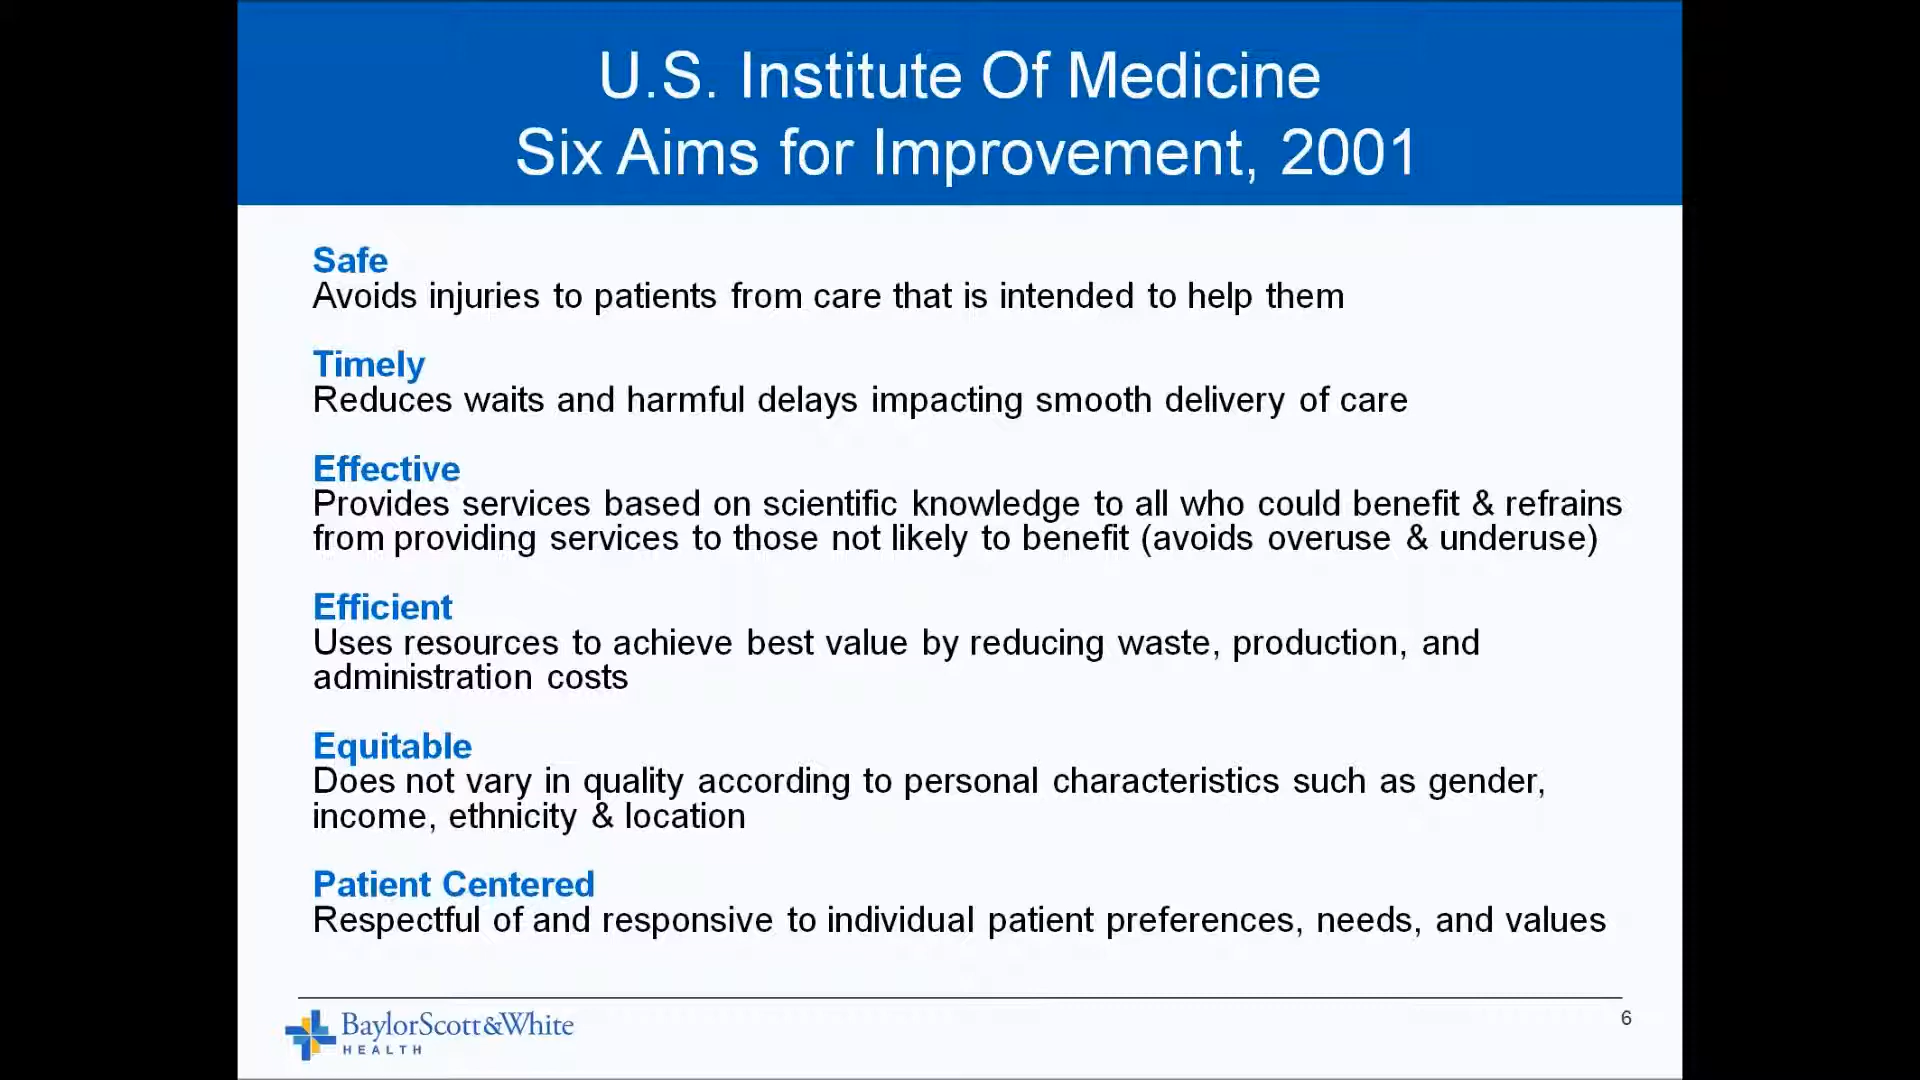 U.S. Institute Of Medicine
Six Aims for Improvement, 2001
Safe
Avoids injuries to patients from care that is intended to help them
Timely
Reduces waits and harmful delays impacting smooth delivery of care
Effective
Provides services based on scientific knowledge to all who could benefit & refrains
from providing services to those not likely to benefit (avoids overuse & underuse)
Efficient
Uses resources to achieve best value by reducing waste, production, and
administration costs
Equitable
Does not vary in quality according to personal characteristics such as gender,
income, ethnicity & location
Patient Centered
Respectful of and responsive to individual patient preferences, needs, and values
BaylorScott&White
HEALTH
6